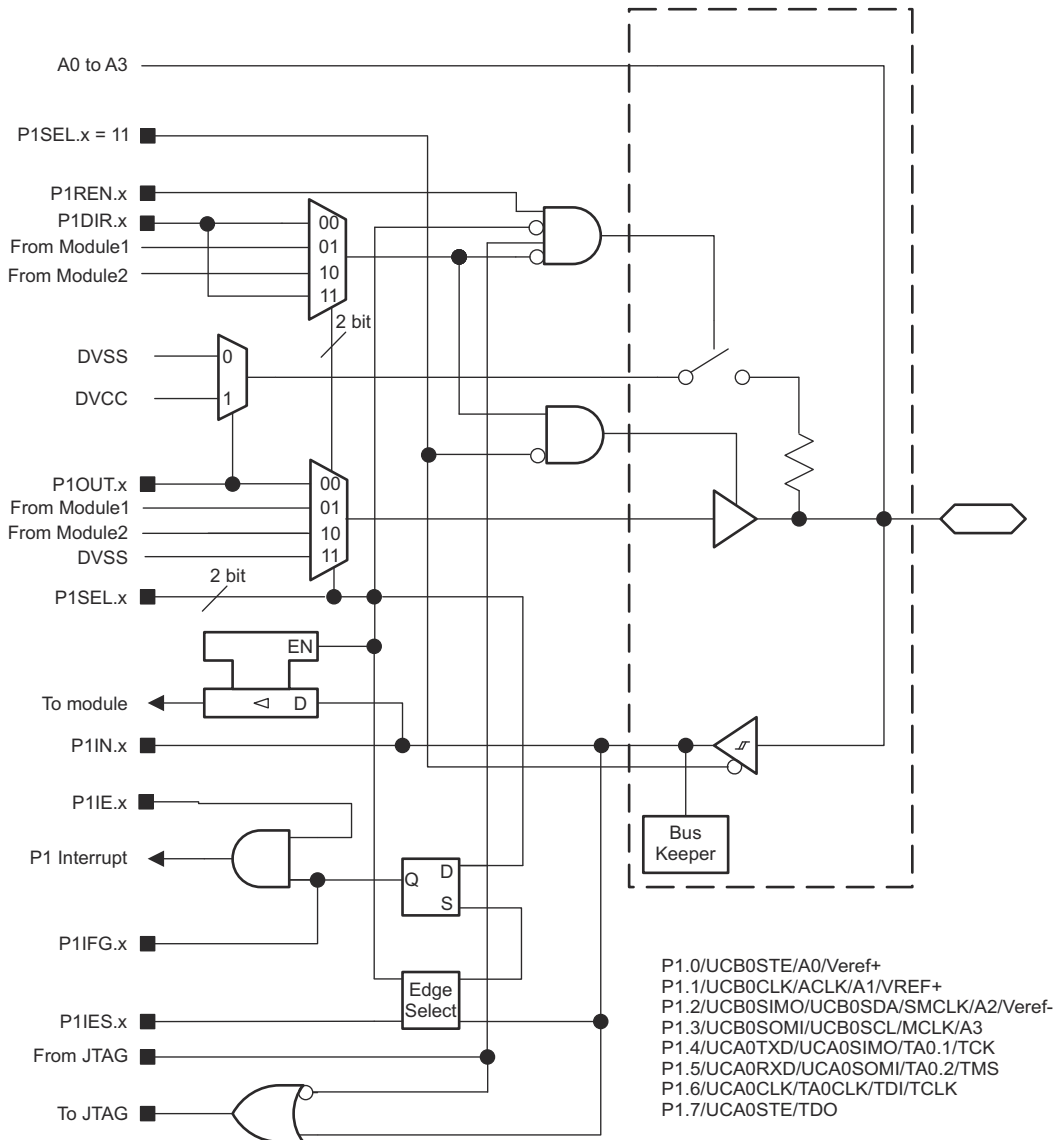 A0 to A3
P1SEL.x = 11
P1REN.x
P1DIR.x
00
From Module1
01
From Module2
10
11
2 bit
DVSS
0
DVCC
1
P1OUT.x
00
From Module1
01
From Module2
10
DVSS
11
2 bit
P1SEL.x
EN
To module
D
P1IN.x
P1IE.x
Bus
Keeper
P1 Interrupt
Q
D
S
P1IFG.x
Edge
Select
P1IES.x
From JTAG
To JTAG
P1.0/UCB0STE/A0/Veref+
P1.1/UCB0CLK/ACLK/A1/VREF+
P1.2/UCB0SIMO/UCB0SDA/SMCLK/A2/Veref-
P1.3/UCB0SOMI/UCB0SCL/MCLK/A3
P1.4/UCA0TXD/UCA0SIMO/TA0.1/TCK
P1.5/UCA0RXD/UCA0SOMI/TA0.2/TMS
P1.6/UCA0CLK/TA0CLK/TDI/TCLK
P1.7/UCA0STE/TDO